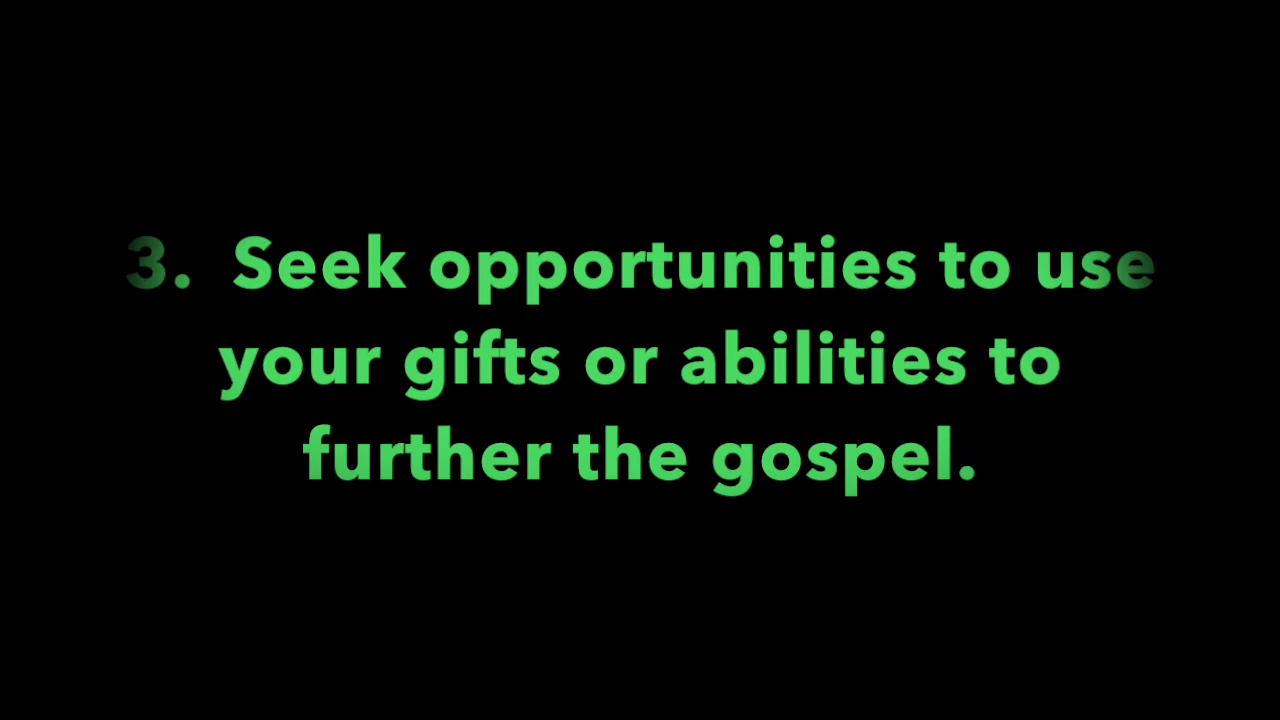 3.  Seek opportunities to use
your gifts or abilities to
further the gospel.